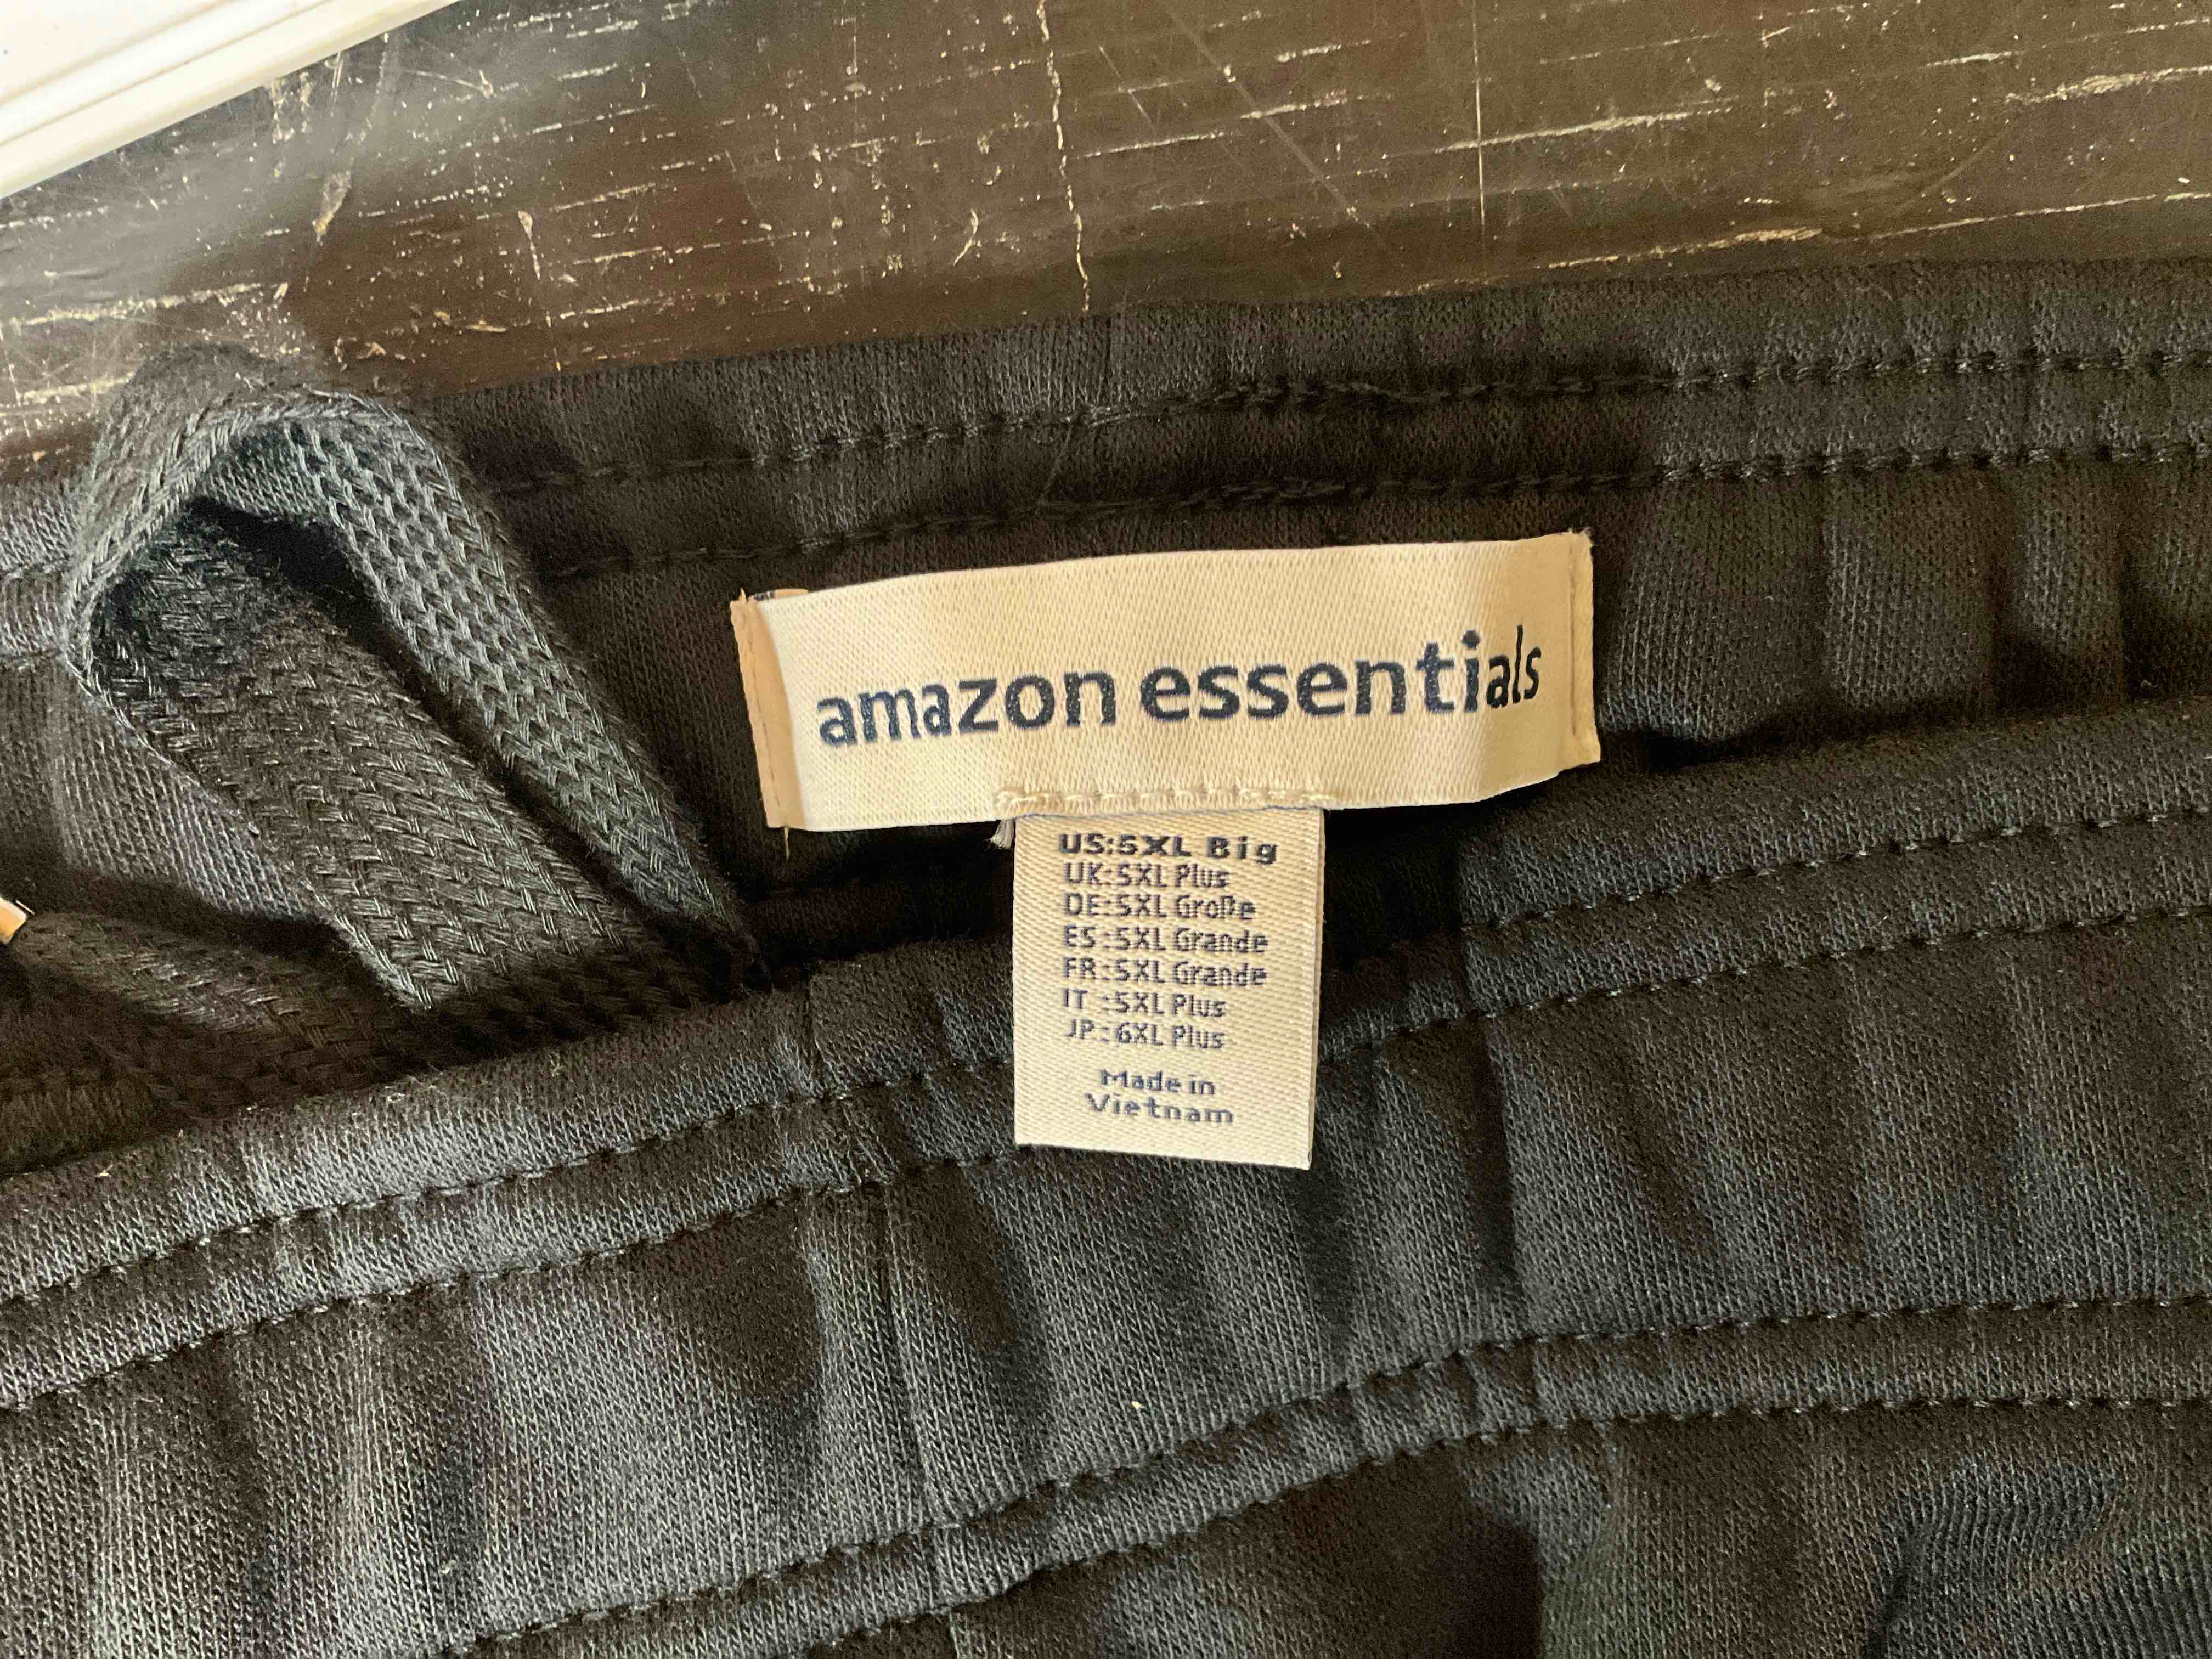 amazon essentials
US:5XL Big
UK:5XL Plus
DE:5XL Große
ES:5XL Grande
FR:5XL Grande
IT :5XL Plus
JP:6XL Plus
Made in
Vietnam